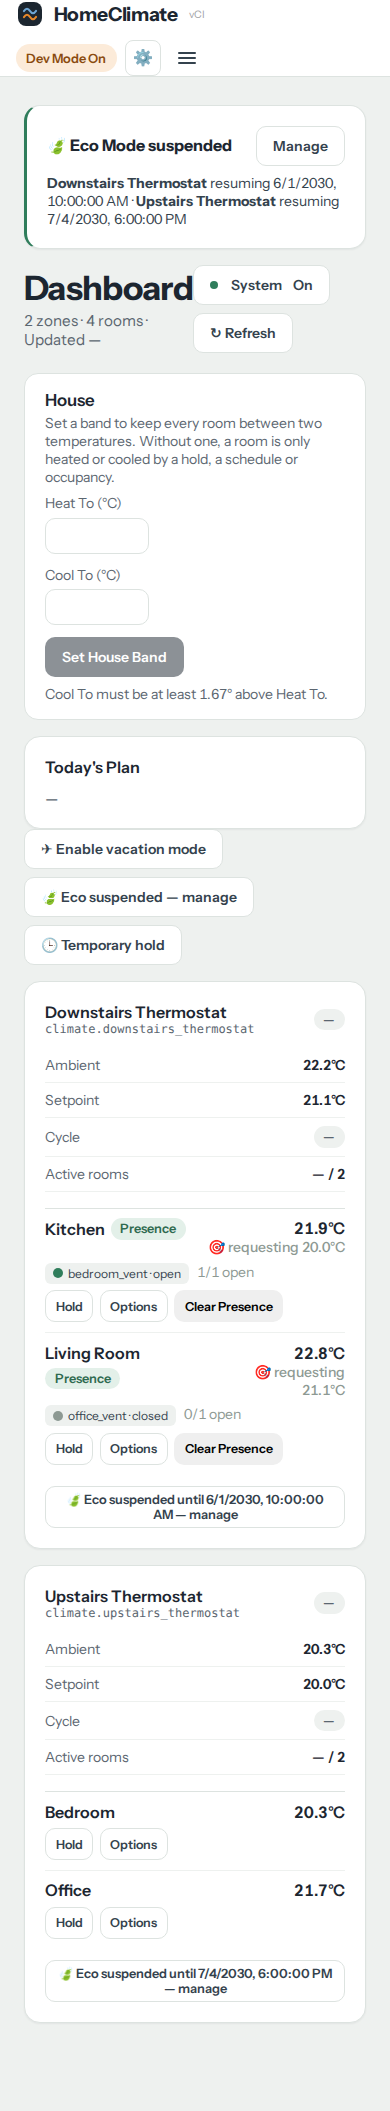 HomeClimate vCI
Dev Mode On
Eco Mode suspended
Manage
Downstairs Thermostat resuming 6/1/2030,
10:00:00 AM · Upstairs Thermostat resuming
7/4/2030, 6:00:00 PM
Dashboard
System On
2 zones · 4 rooms ·
Updated —
↻ Refresh
House
Set a band to keep every room between two
temperatures. Without one, a room is only
heated or cooled by a hold, a schedule or
occupancy.
Heat To (°C)
Cool To (°C)
Set House Band
Cool To must be at least 1.67° above Heat To.
Today's Plan
—
✈ Enable vacation mode
Eco suspended — manage
🕒 Temporary hold
Downstairs Thermostat
climate.downstairs_thermostat
—
Ambient 22.2°C
Setpoint 21.1°C
Cycle —
Active rooms — / 2
Kitchen Presence 21.9°C
🎯 requesting 20.0°C
bedroom_vent · open 1/1 open
Hold Options Clear Presence
Living Room 22.8°C
Presence
🎯 requesting
21.1°C
office_vent · closed 0/1 open
Hold Options Clear Presence
Eco suspended until 6/1/2030, 10:00:00
AM — manage
Upstairs Thermostat
climate.upstairs_thermostat
—
Ambient 20.3°C
Setpoint 20.0°C
Cycle —
Active rooms — / 2
Bedroom 20.3°C
Hold Options
Office 21.7°C
Hold Options
Eco suspended until 7/4/2030, 6:00:00 PM
— manage